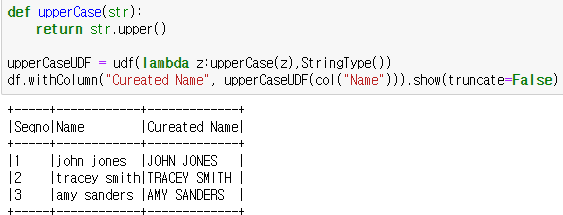 def upperCase(str):
    return str.upper()

upperCaseUDF = udf(lambda z:upperCase(z),StringType())
df.withColumn("Cureated Name", upperCaseUDF(col("Name"))).show(truncate=False)
+-----+------------+-------------+
|Seqno|Name        |Cureated Name|
+-----+------------+-------------+
|1    |john jones  |JOHN JONES   |
|2    |tracey smith|TRACEY SMITH |
|3    |amy sanders |AMY SANDERS  |
+-----+------------+-------------+